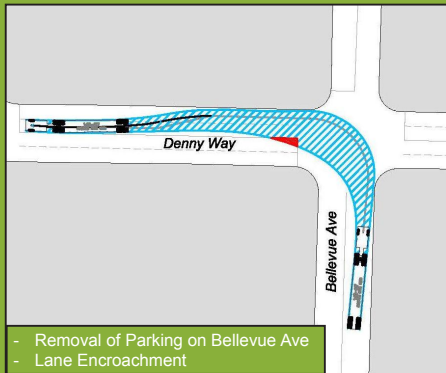 Denny Way
Bellevue Ave
- Removal of Parking on Bellevue Ave
- Lane Encroachment